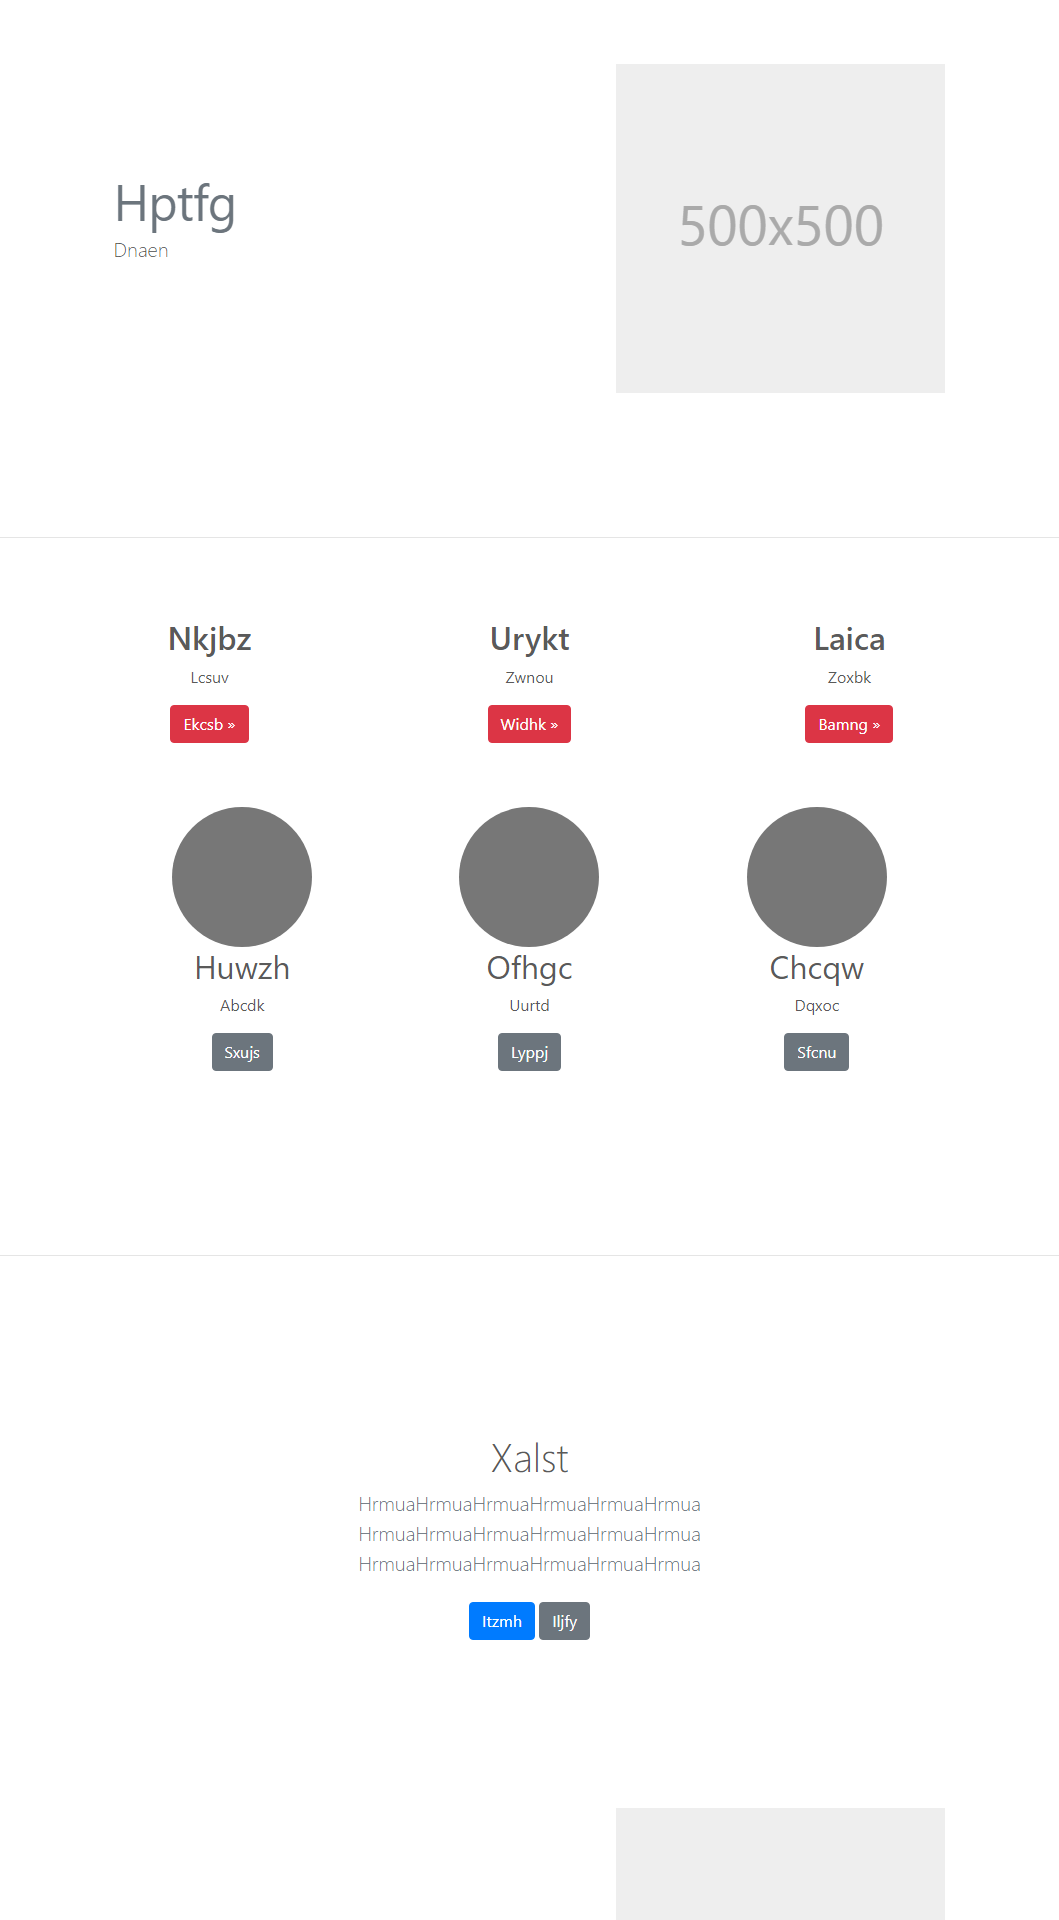 Hptfg
Dnaen
500x500
Nkjbz
Lcsuv
Ekcsb »
Urykt
Zwnou
Widhk »
Laica
Zoxbk
Bamng »
Huwzh
Abcdk
Sxujs
Ofhgc
Uurtd
Lyppj
Chcqw
Dqxoc
Sfcnu
Xalst
HrmuaHrmuaHrmuaHrmuaHrmuaHrmua
HrmuaHrmuaHrmuaHrmuaHrmuaHrmua
HrmuaHrmuaHrmuaHrmuaHrmuaHrmua
Itzmh
Iljfy